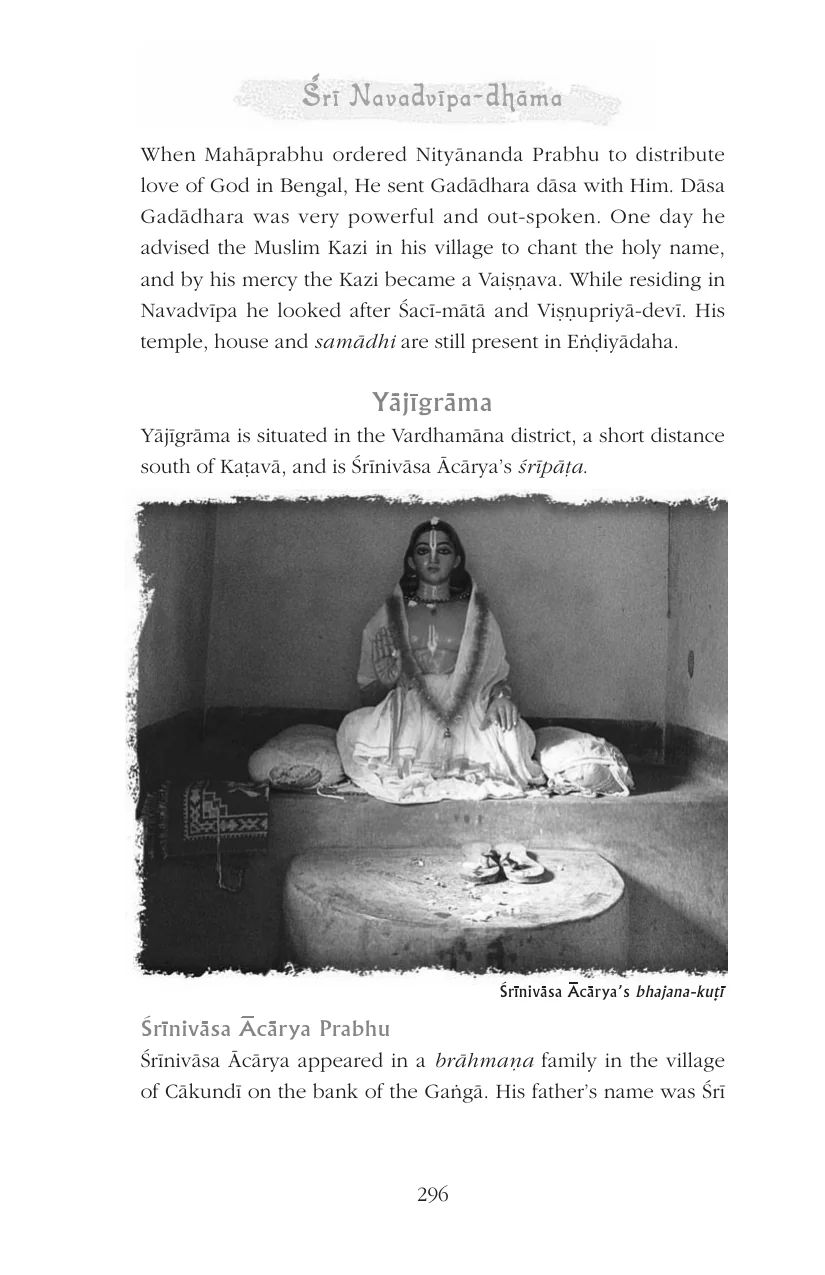 Śrī Navadvīpa-dhāma
When Mahāprabhu ordered Nityānanda Prabhu to distribute
love of God in Bengal, He sent Gadādhara dāsa with Him. Dāsa
Gadādhara was very powerful and out-spoken. One day he
advised the Muslim Kazi in his village to chant the holy name,
and by his mercy the Kazi became a Vaiṣṇava. While residing in
Navadvīpa he looked after Śacī-mātā and Viṣṇupriyā-devī. His
temple, house and samādhi are still present in Eṅḍiyādaha.
Yājīgrāma
Yājīgrāma is situated in the Vardhamāna district, a short distance
south of Kaṭavā, and is Śrīnivāsa Ācārya’s śrīpāṭa.
Śrīnivāsa Ācārya’s bhajana-kuṭī
Śrīnivāsa Ācārya Prabhu
Śrīnivāsa Ācārya appeared in a brāhmaṇa family in the village
of Cākundī on the bank of the Gaṅgā. His father’s name was Śrī
296